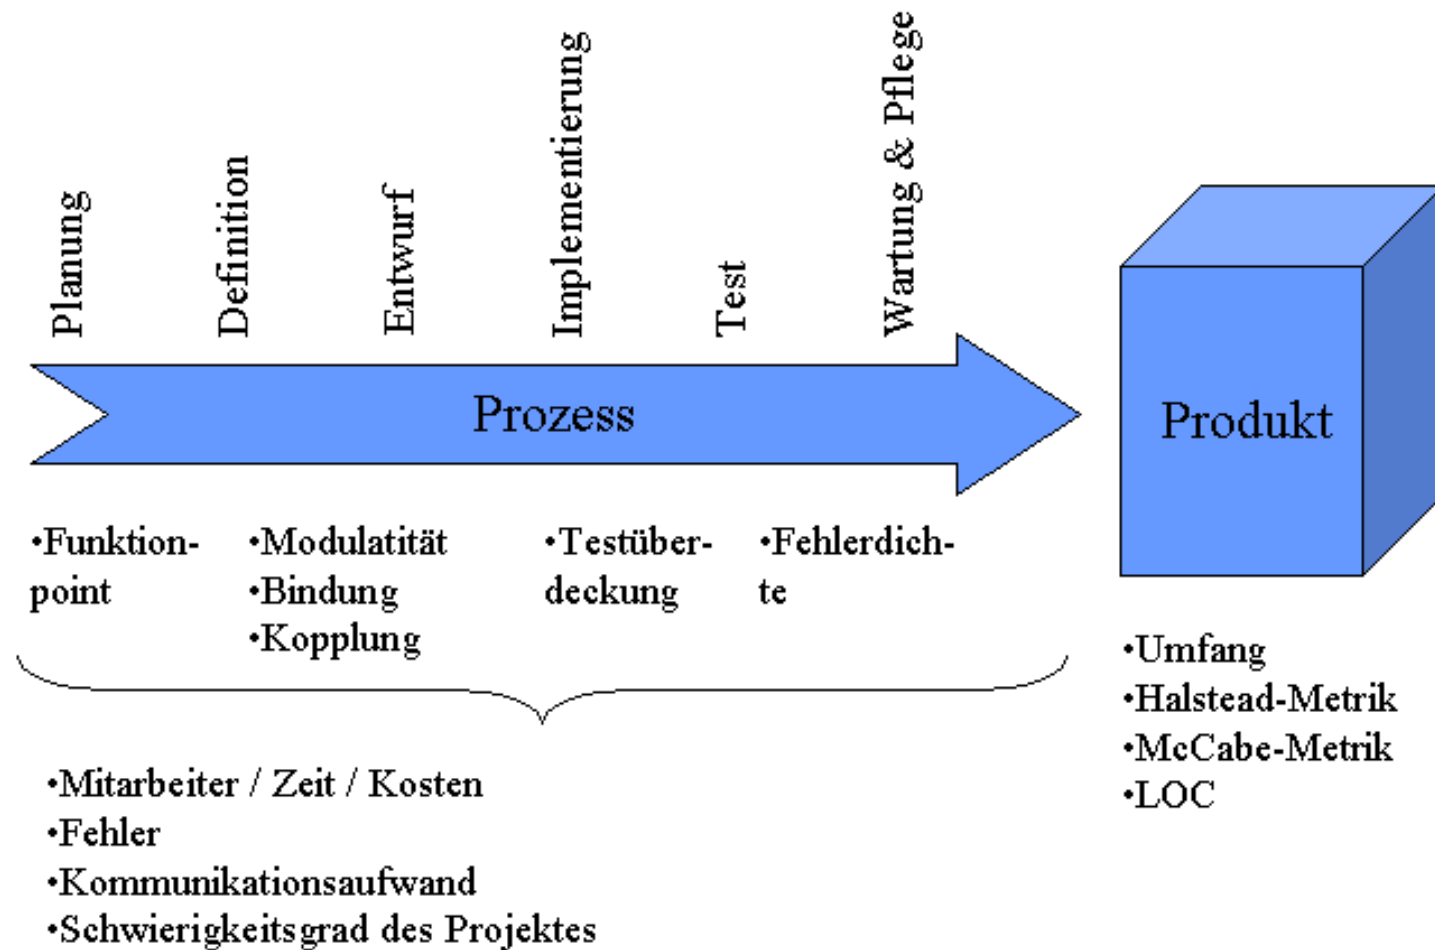 Planung
Definition
Entwurf
Implementierung
Test
Wartung & Pflege
Prozess
Produkt
•Funktion-
point
•Modulatität
•Bindung
•Kopplung
•Testüber-
deckung
•Fehlerdich-
te
•Mitarbeiter / Zeit / Kosten
•Fehler
•Kommunikationsaufwand
•Schwierigkeitsgrad des Projektes
•Umfang
•Halstead-Metrik
•McCabe-Metrik
•LOC